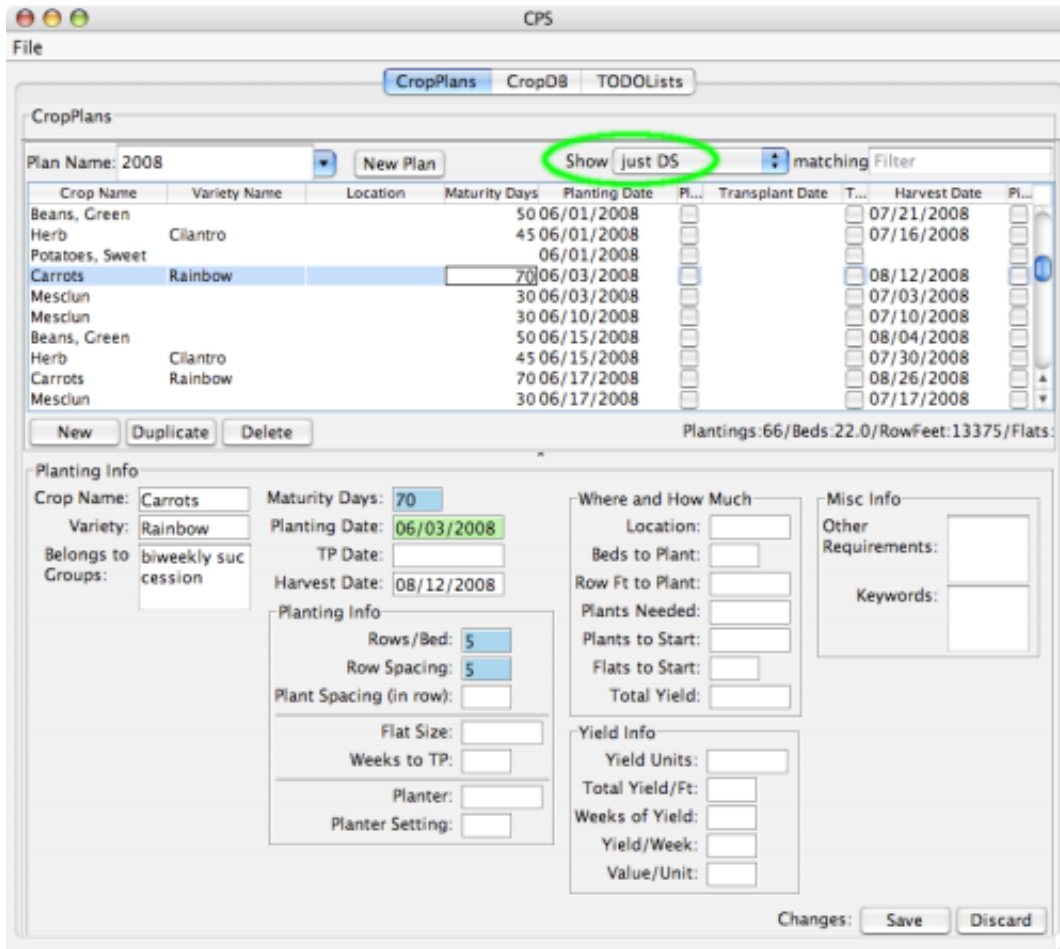 CPS
File
CropPlans CropDB TODOLists
CropPlans
Plan Name: 2008 New Plan Show just DS matching Filter
Crop Name Variety Name Location Maturity Days Planting Date Pl... Transplant Date T... Harvest Date Pl...
Beans, Green 50 06/01/2008 07/21/2008
Herb Cilantro 45 06/01/2008 07/16/2008
Potatoes, Sweet 06/01/2008
Carrots Rainbow 70 06/03/2008 08/12/2008
Mesclun 30 06/03/2008 07/03/2008
Mesclun 30 06/10/2008 07/10/2008
Beans, Green 50 06/15/2008 08/04/2008
Herb Cilantro 45 06/15/2008 07/30/2008
Carrots Rainbow 70 06/17/2008 08/26/2008
Mesclun 30 06/17/2008 07/17/2008
New Duplicate Delete Plantings:66/Beds:22.0/RowFeet:13375/Flats:
Planting Info
Crop Name: Carrots
Variety: Rainbow
Belongs to Groups: biweekly suc
cession
Maturity Days: 70
Planting Date: 06/03/2008
TP Date:
Harvest Date: 08/12/2008
Planting Info
Rows/Bed: 5
Row Spacing: 5
Plant Spacing (in row):
Flat Size:
Weeks to TP:
Planter:
Planter Setting:
Where and How Much
Location:
Beds to Plant:
Row Ft to Plant:
Plants Needed:
Plants to Start:
Flats to Start:
Total Yield:
Yield Info
Yield Units:
Total Yield/Ft:
Weeks of Yield:
Yield/Week:
Value/Unit:
Misc Info
Other
Requirements:
Keywords:
Changes: Save Discard